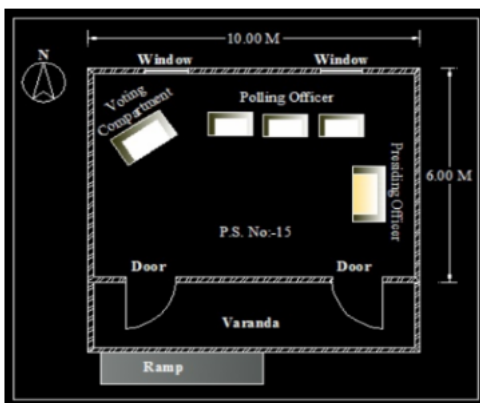 10.00 M
N
Window
Window
Voting
Compartment
Polling Officer
Presiding Officer
6.00 M
P.S. No:-15
Door
Door
Varanda
Ramp